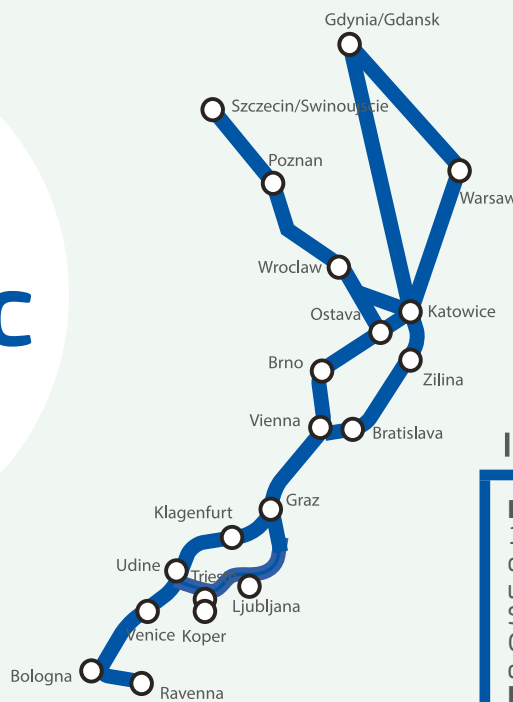 Gdynia/Gdansk
Szczecin/Swinoujscie
Poznan
Warsaw
Wroclaw
Ostava
Katowice
Brno
Zilina
Vienna
Bratislava
Graz
Klagenfurt
Udine
Trieste
Ljubljana
Venice
Koper
Bologna
Ravenna
C